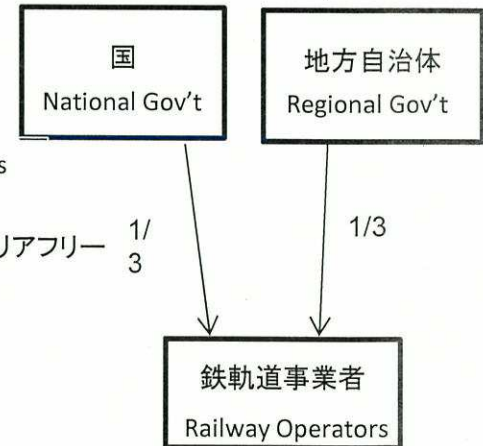 国
National Gov't
地方自治体
Regional Gov't
s
リアフリー
1/
3
1/3
鉄軌道事業者
Railway Operators